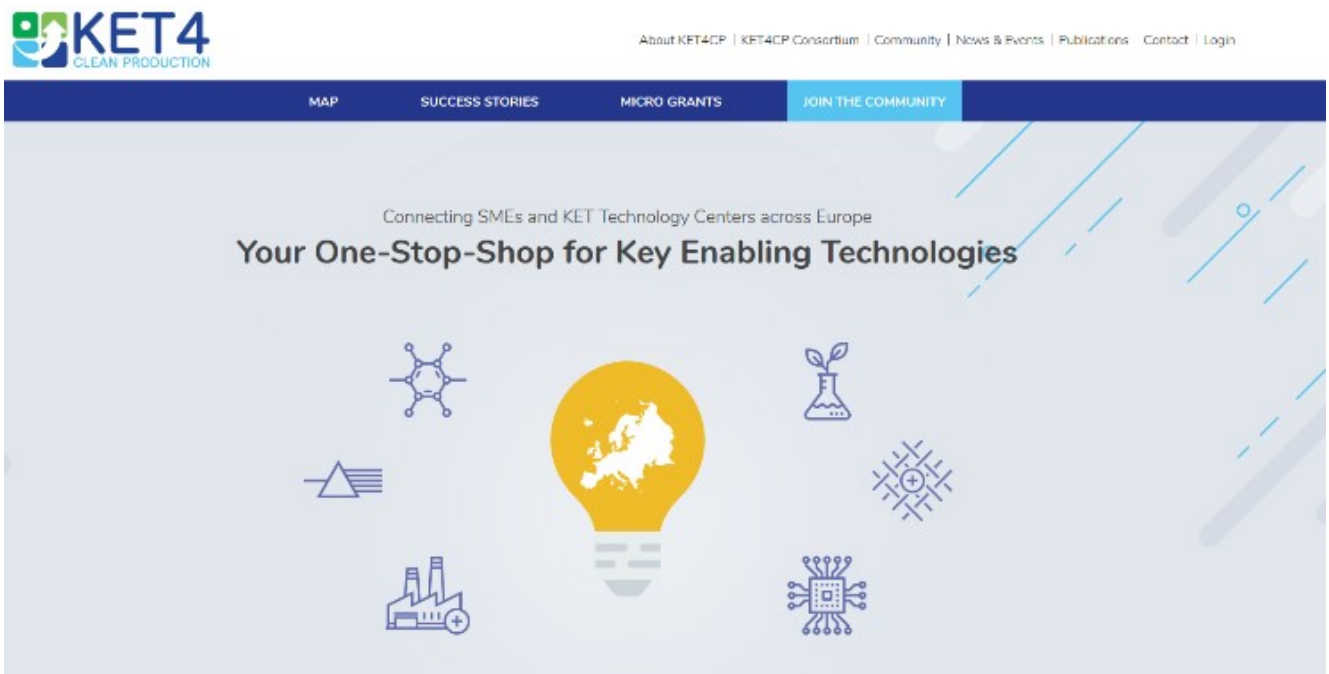 KET4
CLEAN PRODUCTION
About KET4CP | KET4CP Consortium | Community | News & Events | Publications Contact | Login
MAP SUCCESS STORIES MICRO GRANTS JOIN THE COMMUNITY
Connecting SMEs and KET Technology Centers across Europe
Your One-Stop-Shop for Key Enabling Technologies